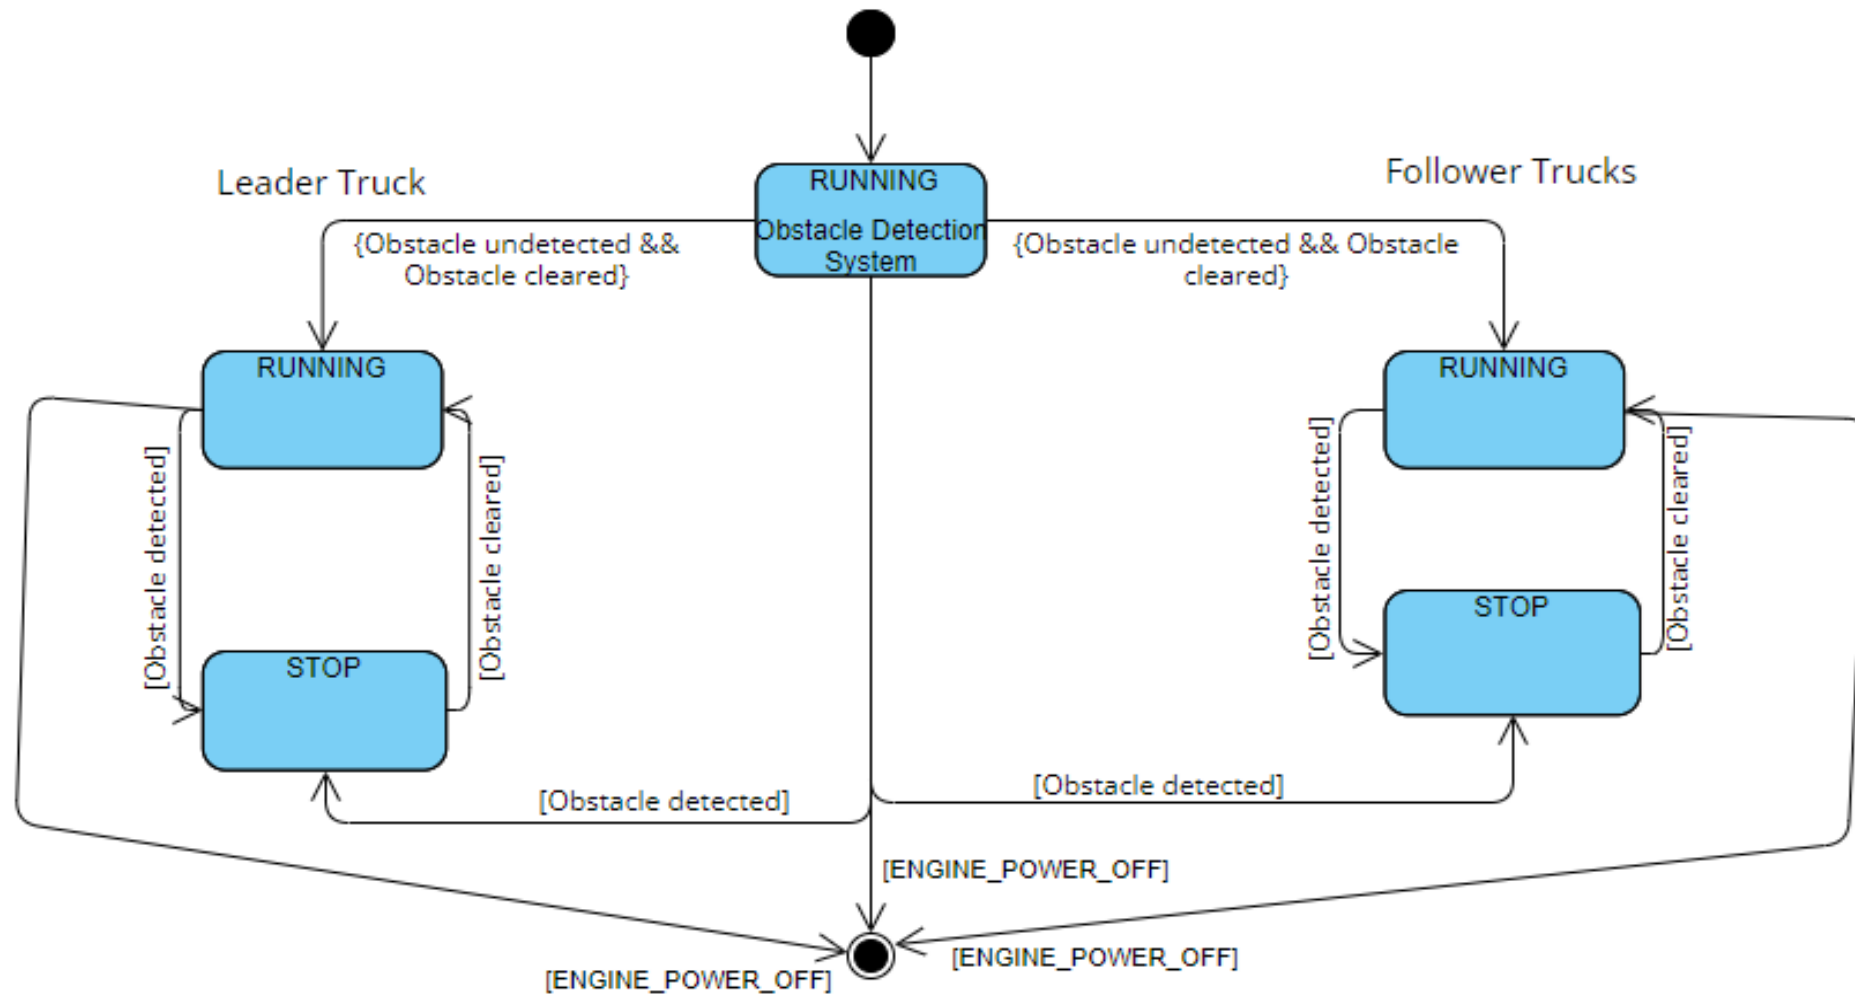 Leader Truck
Follower Trucks
RUNNING
Obstacle Detection
System
{Obstacle undetected &&
Obstacle cleared}
{Obstacle undetected && Obstacle
cleared}
RUNNING
RUNNING
[Obstacle detected]
[Obstacle cleared]
[Obstacle detected]
[Obstacle cleared]
STOP
STOP
[Obstacle detected]
[Obstacle detected]
[ENGINE_POWER_OFF]
[ENGINE_POWER_OFF]
[ENGINE_POWER_OFF]